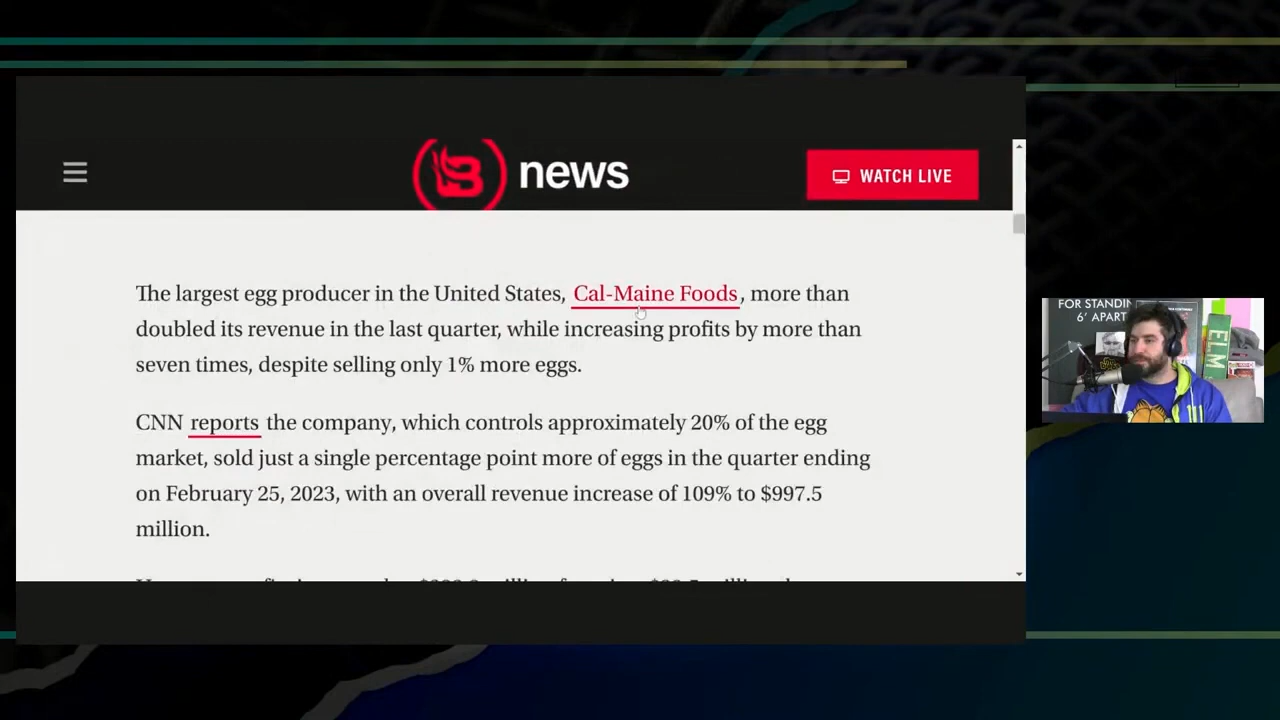 news
WATCH LIVE
The largest egg producer in the United States, Cal-Maine Foods, more than
doubled its revenue in the last quarter, while increasing profits by more than
seven times, despite selling only 1% more eggs.
CNN reports the company, which controls approximately 20% of the egg
market, sold just a single percentage point more of eggs in the quarter ending
on February 25, 2023, with an overall revenue increase of 109% to $997.5
million.
FOR STANDIN
6' APART
ELM